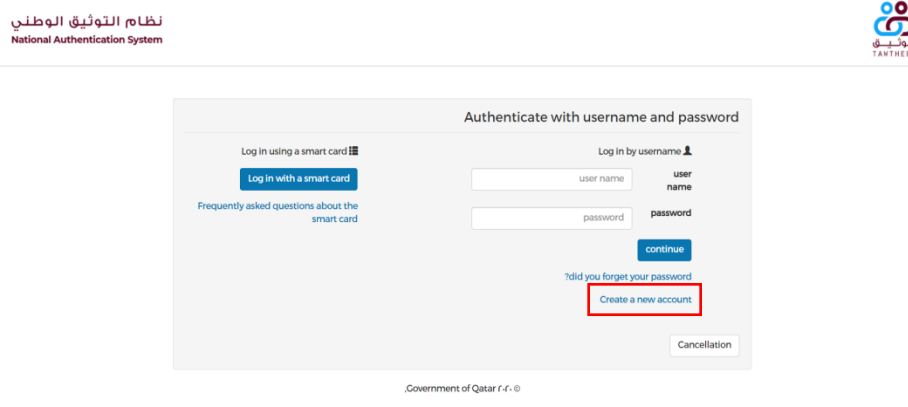 نظام التوثيق الوطني
National Authentication System
TAWTHEE
Authenticate with username and password
Log in using a smart card
Log in with a smart card
Frequently asked questions about the
smart card
Log in by username
user name
user
name
password
password
continue
?did you forget your password
Create a new account
Cancellation
,Government of Qatar ٢٠٢٠ ©